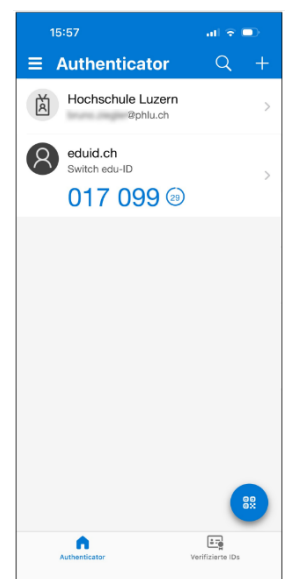 15:57
Authenticator
Hochschule Luzern
@phlu.ch
eduid.ch
Switch edu-ID
017 099 29
Authenticator
Verifizierte IDs